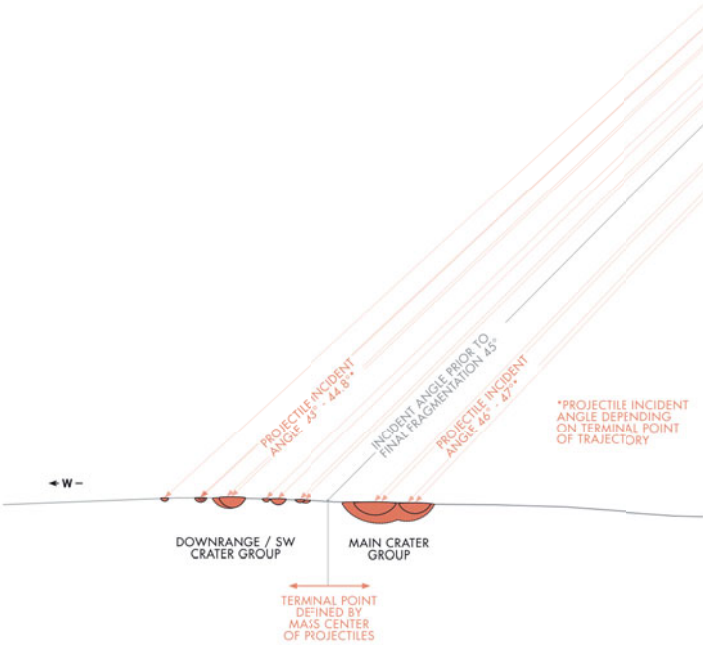 PROJECTILE INCIDENT
ANGLE 43° - 44.8°*
INCIDENT ANGLE PRIOR TO
FINAL FRAGMENTATION 45°
PROJECTILE INCIDENT
ANGLE 46° - 47°*
*PROJECTILE INCIDENT
ANGLE DEPENDING
ON TERMINAL POINT
OF TRAJECTORY
W
DOWNRANGE / SW
CRATER GROUP
MAIN CRATER
GROUP
TERMINAL POINT
DEFINED BY
MASS CENTER
OF PROJECTILES